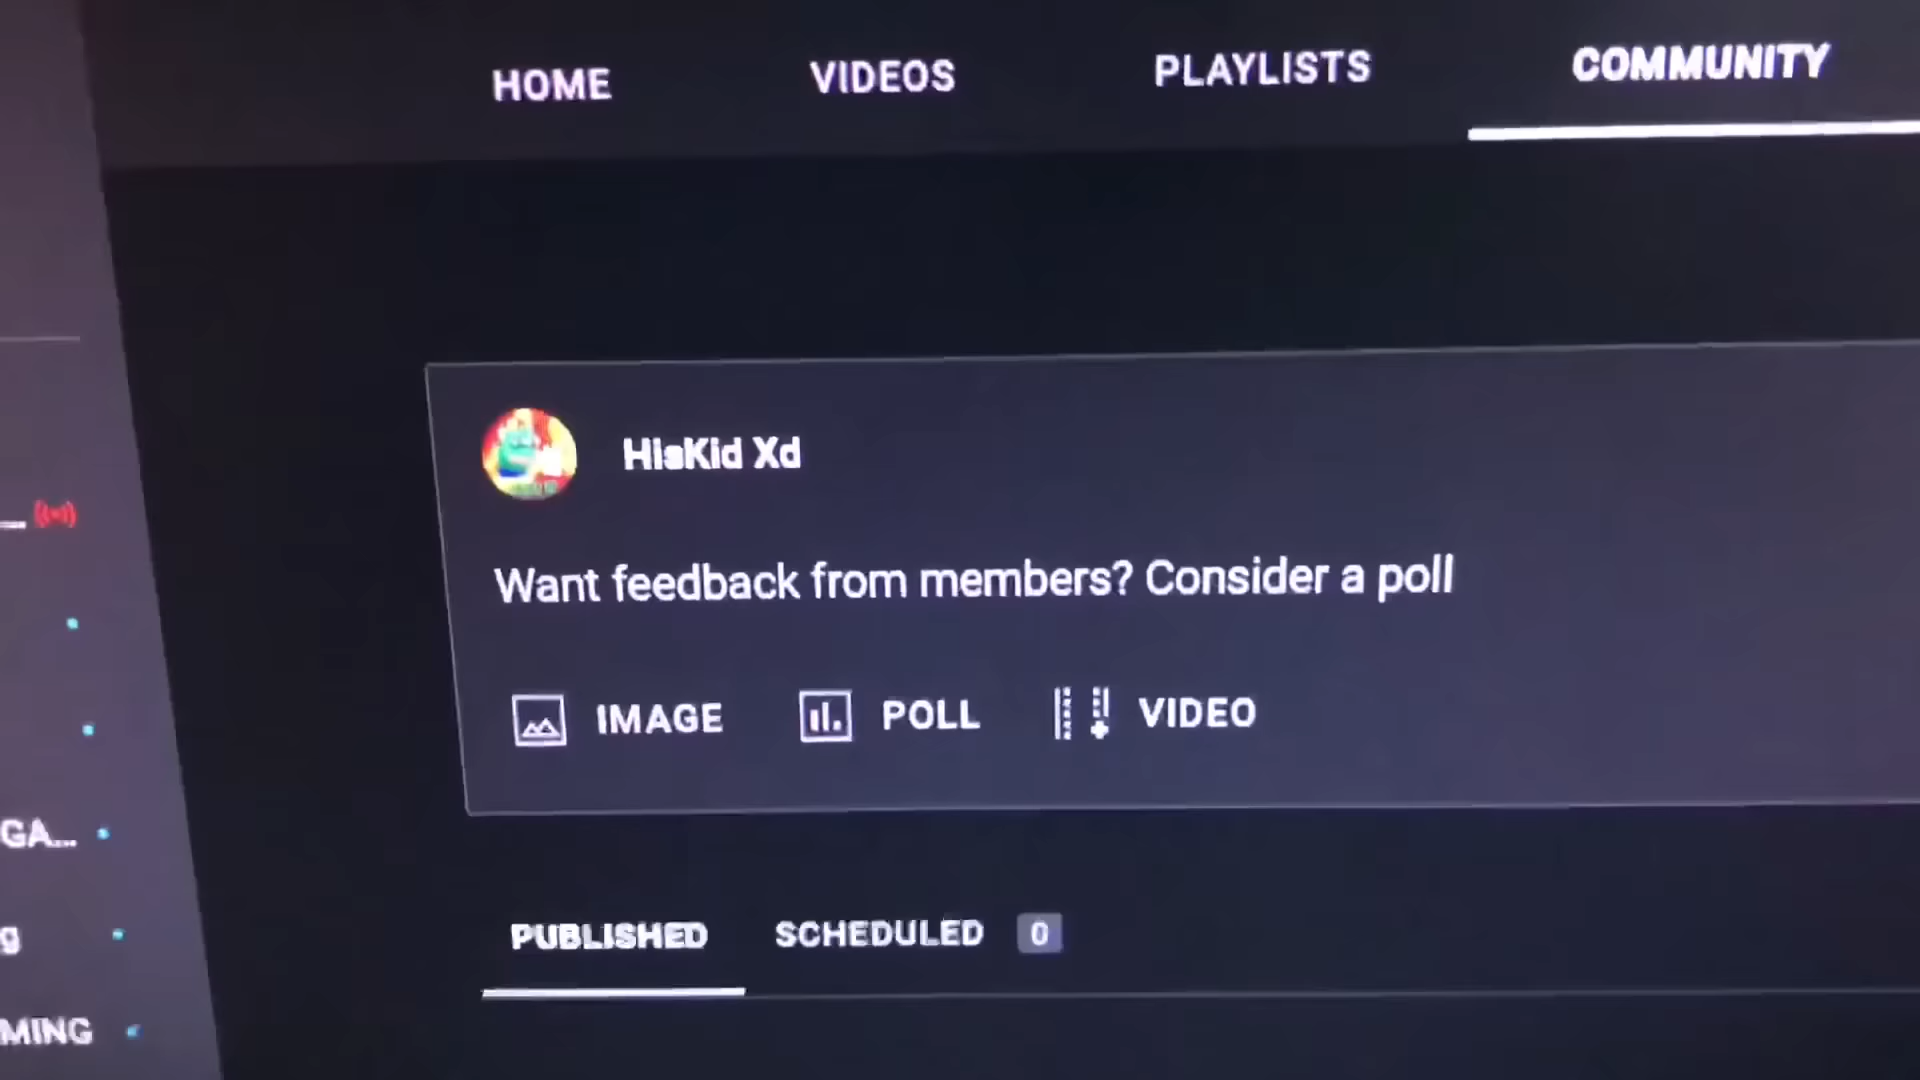 HOME VIDEOS PLAYLISTS COMMUNITY
HisKid Xd
Want feedback from members? Consider a poll
IMAGE POLL VIDEO
GA...
PUBLISHED SCHEDULED 0
g
MING